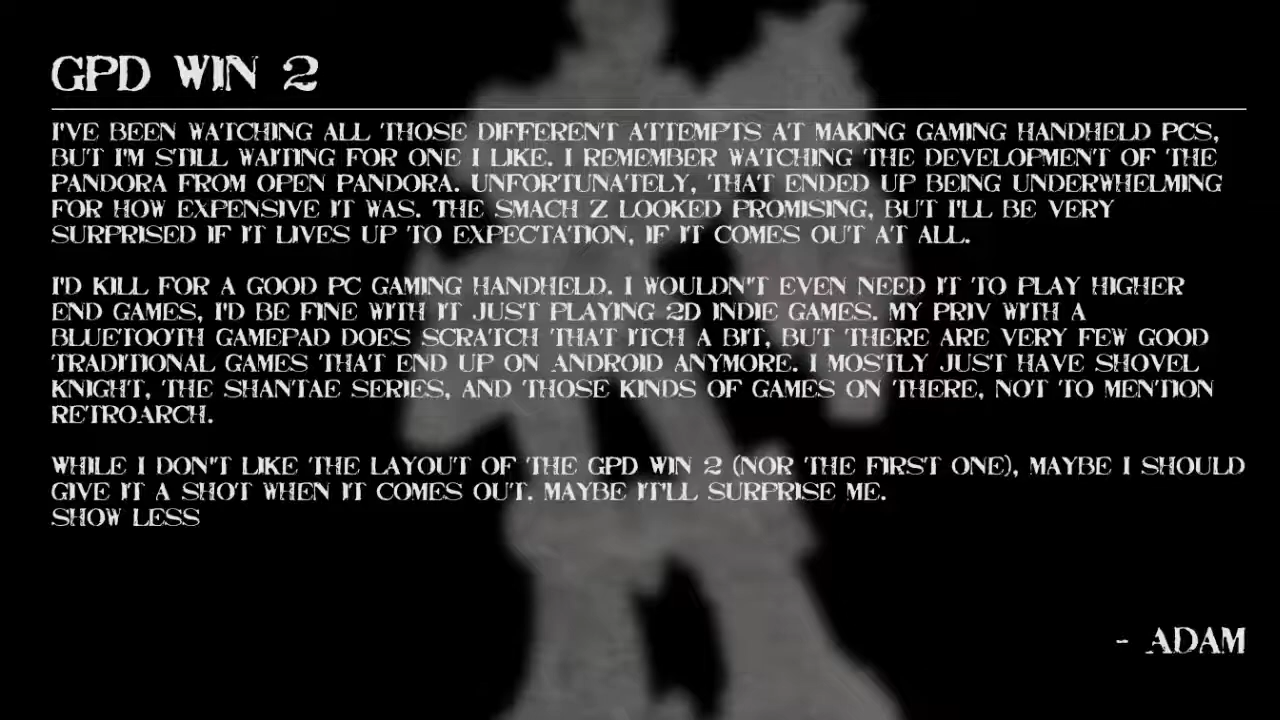 GPD WIN 2
I'VE BEEN WATCHING ALL THOSE DIFFERENT ATTEMPTS AT MAKING GAMING HANDHELD PCS,
BUT I'M STILL WAITING FOR ONE I LIKE. I REMEMBER WATCHING THE DEVELOPMENT OF THE
PANDORA FROM OPEN PANDORA. UNFORTUNATELY, THAT ENDED UP BEING UNDERWHELMING
FOR HOW EXPENSIVE IT WAS. THE SMACH Z LOOKED PROMISING, BUT I'LL BE VERY
SURPRISED IF IT LIVES UP TO EXPECTATION, IF IT COMES OUT AT ALL.
I'D KILL FOR A GOOD PC GAMING HANDHELD. I WOULDN'T EVEN NEED IT TO PLAY HIGHER
END GAMES, I'D BE FINE WITH IT JUST PLAYING 2D INDIE GAMES. MY PRIV WITH A
BLUETOOTH GAMEPAD DOES SCRATCH THAT ITCH A BIT, BUT THERE ARE VERY FEW GOOD
TRADITIONAL GAMES THAT END UP ON ANDROID ANYMORE. I MOSTLY JUST HAVE SHOVEL
KNIGHT, THE SHANTAE SERIES, AND THOSE KINDS OF GAMES ON THERE, NOT TO MENTION
RETROARCH.
WHILE I DON'T LIKE THE LAYOUT OF THE GPD WIN 2 (NOR THE FIRST ONE), MAYBE I SHOULD
GIVE IT A SHOT WHEN IT COMES OUT. MAYBE IT'LL SURPRISE ME.
SHOW LESS
- ADAM